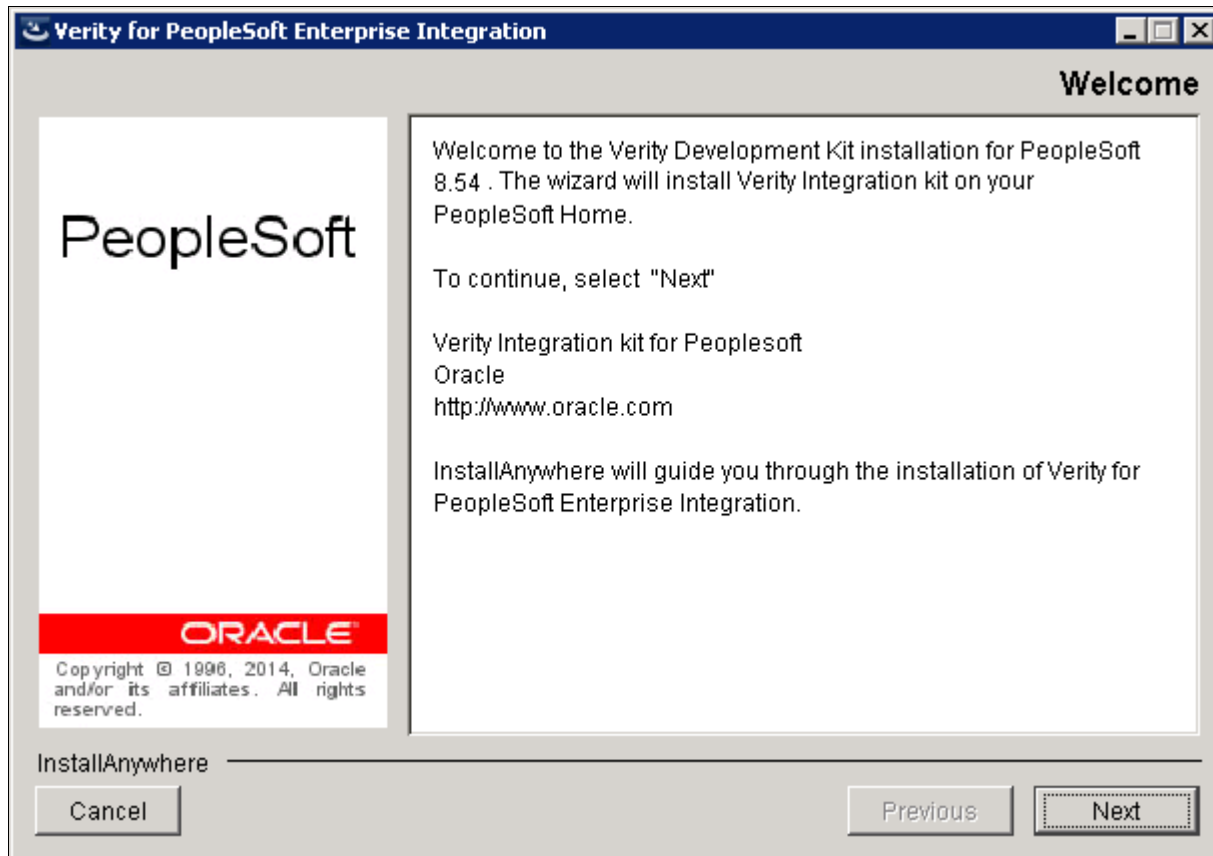 Verity for PeopleSoft Enterprise Integration
Welcome
PeopleSoft
ORACLE
Copyright © 1996, 2014, Oracle
and/or its affiliates. All rights
reserved.
Welcome to the Verity Development Kit installation for PeopleSoft
8.54 . The wizard will install Verity Integration kit on your
PeopleSoft Home.
To continue, select "Next"
Verity Integration kit for Peoplesoft
Oracle
http://www.oracle.com
InstallAnywhere will guide you through the installation of Verity for
PeopleSoft Enterprise Integration.
InstallAnywhere
Cancel
Previous
Next